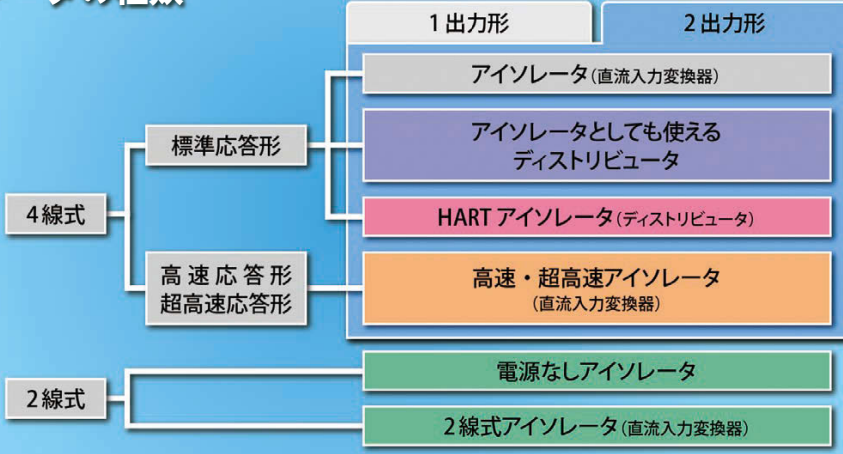 の種類
1出力形
2出力形
アイソレータ(直流入力変換器)
標準応答形
アイソレータとしても使える
ディストリビュータ
4線式
HART アイソレータ(ディストリビュータ)
高速応答形
超高速応答形
高速・超高速アイソレータ
(直流入力変換器)
電源なしアイソレータ
2線式
2線式アイソレータ(直流入力変換器)